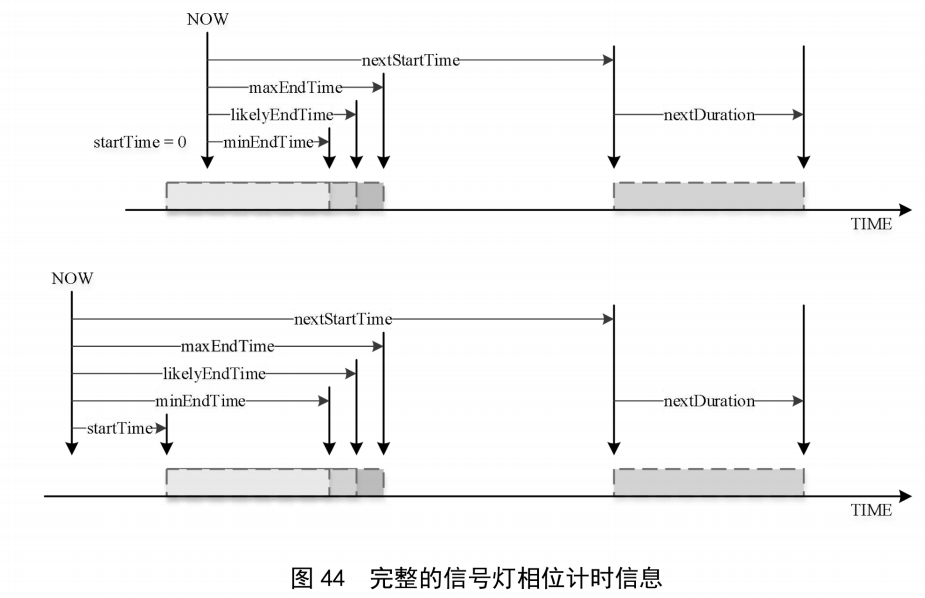 NOW
nextStartTime
maxEndTime
likelyEndTime
nextDuration
startTime = 0
minEndTime
TIME
NOW
nextStartTime
maxEndTime
likelyEndTime
minEndTime
nextDuration
startTime
TIME
图 44 完整的信号灯相位计时信息